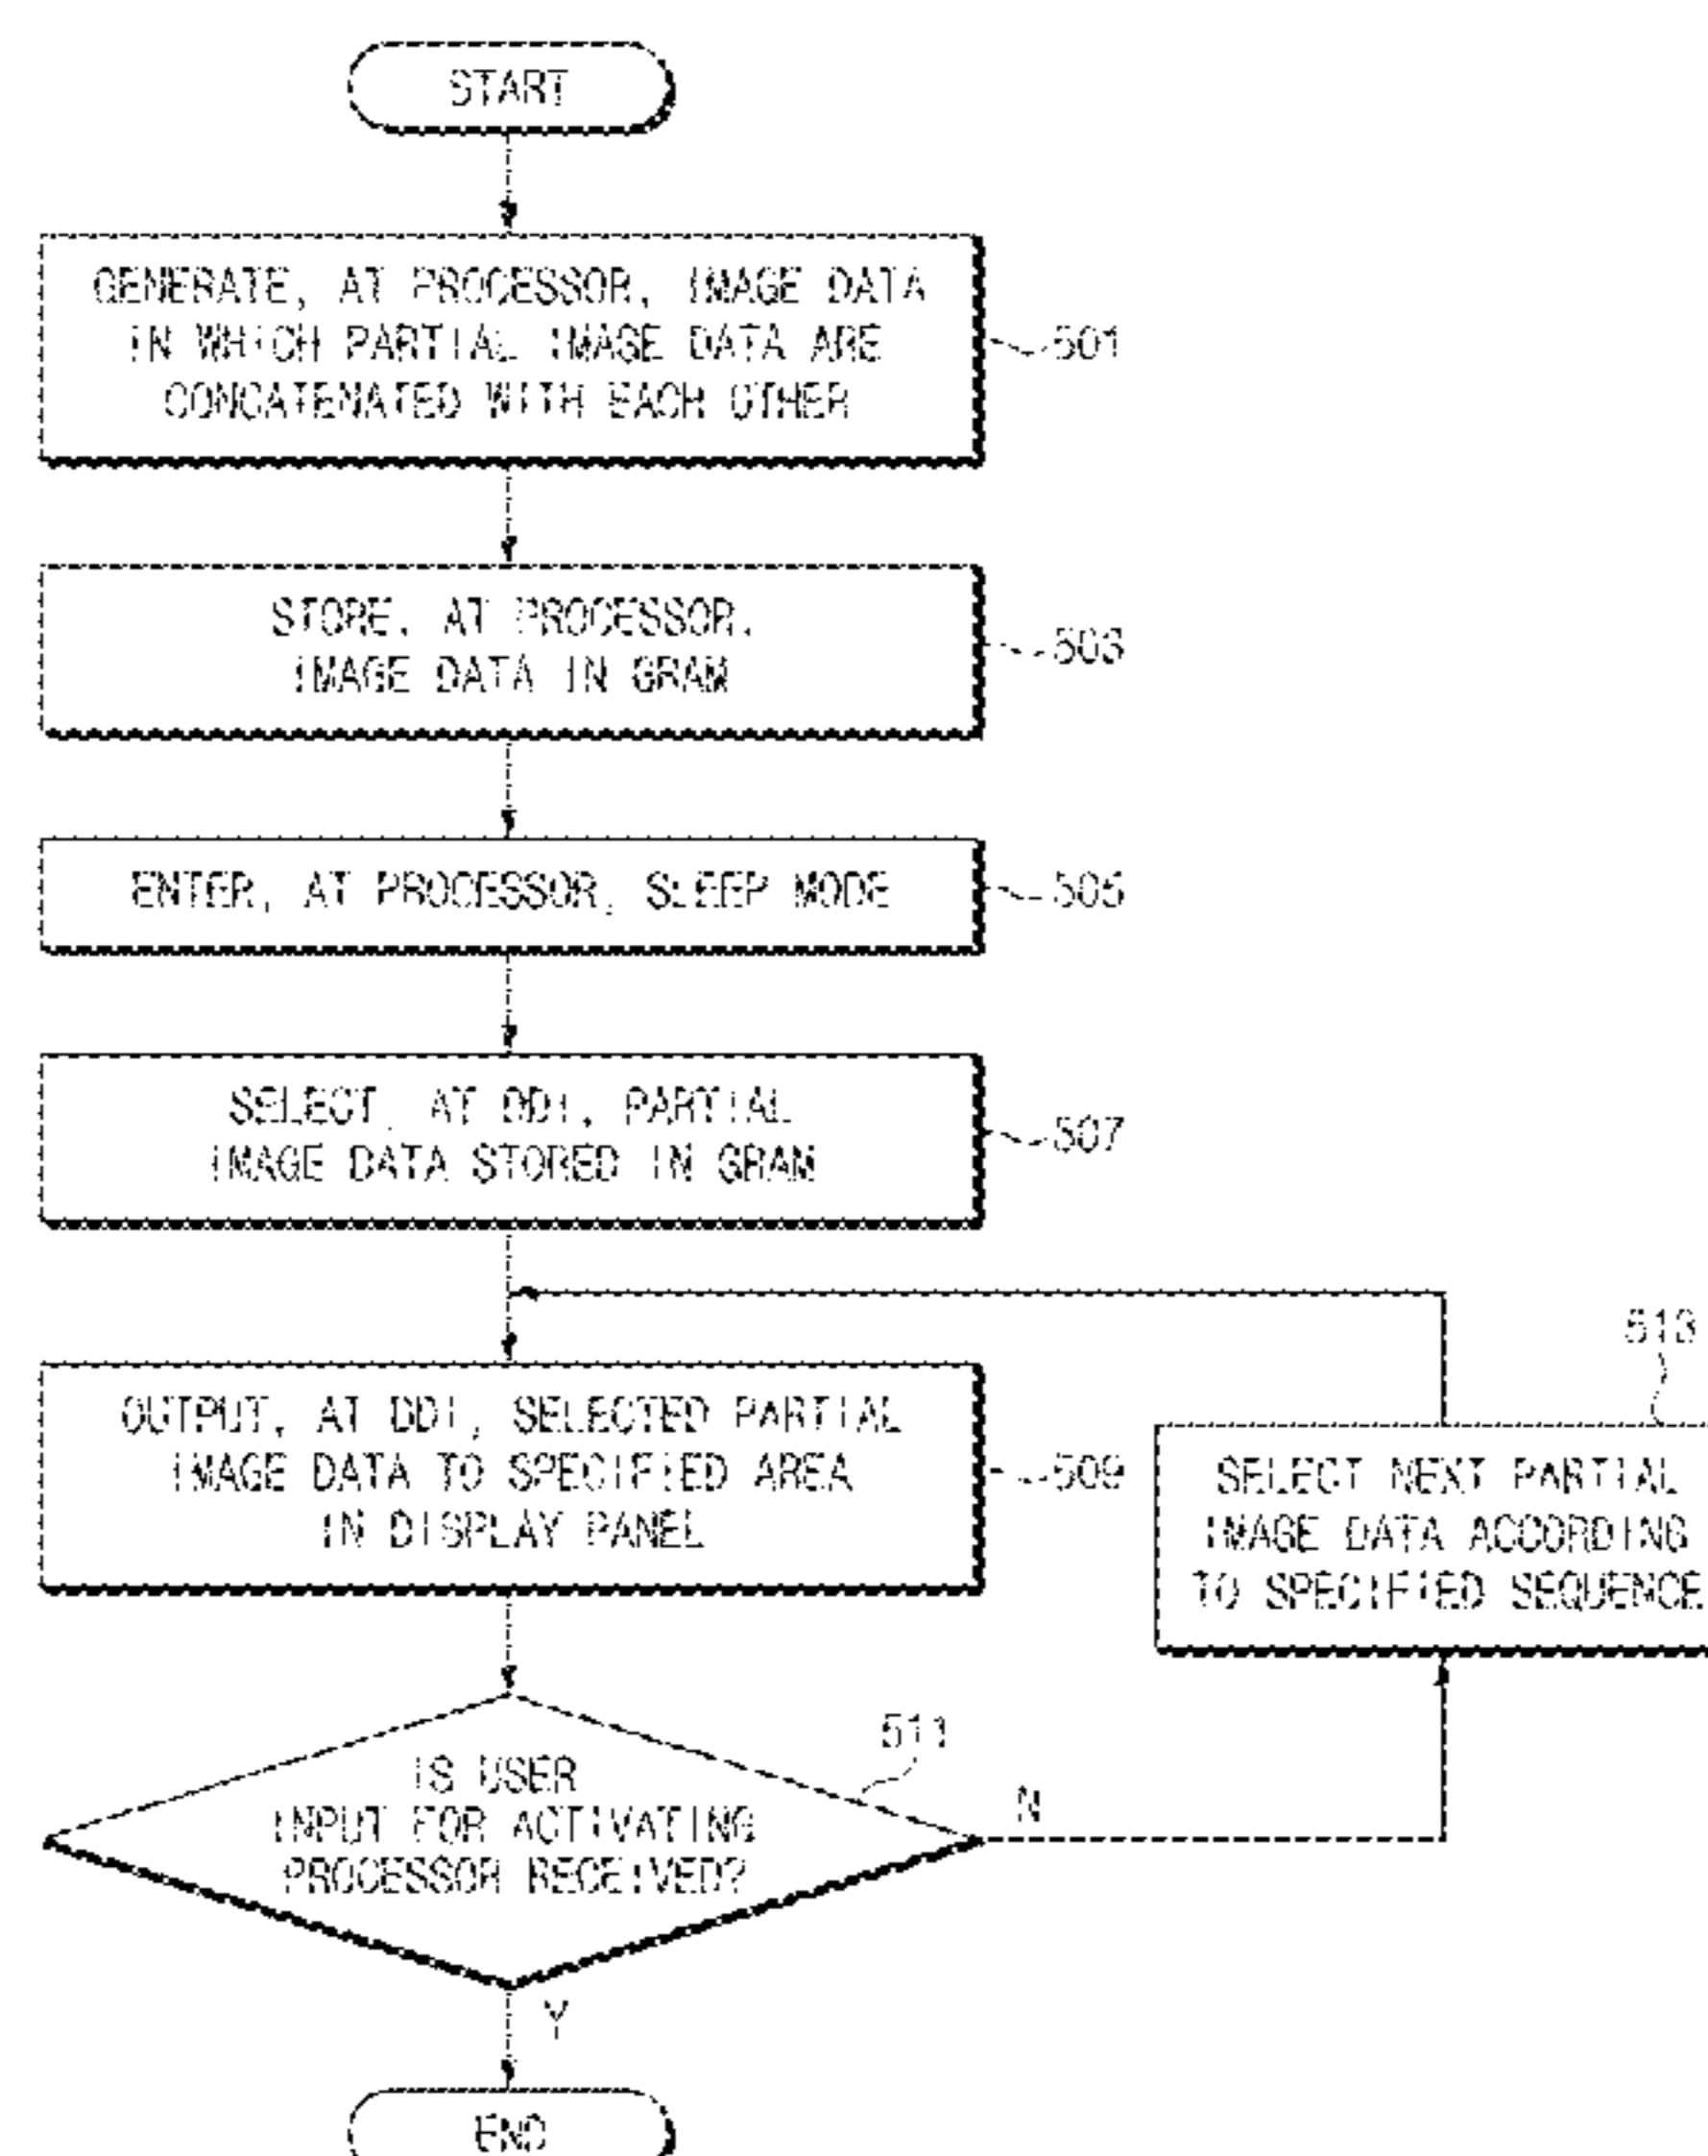 START
GENERATE, AT PROCESSOR, IMAGE DATA
IN WHICH PARTIAL IMAGE DATA ARE
CONCATENATED WITH EACH OTHER
501
STORE, AT PROCESSOR,
IMAGE DATA IN GRAM
503
ENTER, AT PROCESSOR, SLEEP MODE
505
SELECT, AT DDI, PARTIAL
IMAGE DATA STORED IN GRAM
507
OUTPUT, AT DDI, SELECTED PARTIAL
IMAGE DATA TO SPECIFIED AREA
IN DISPLAY PANEL
509
513
SELECT NEXT PARTIAL
IMAGE DATA ACCORDING
TO SPECIFIED SEQUENCE
511
IS USER
INPUT FOR ACTIVATING
PROCESSOR RECEIVED?
N
Y
END